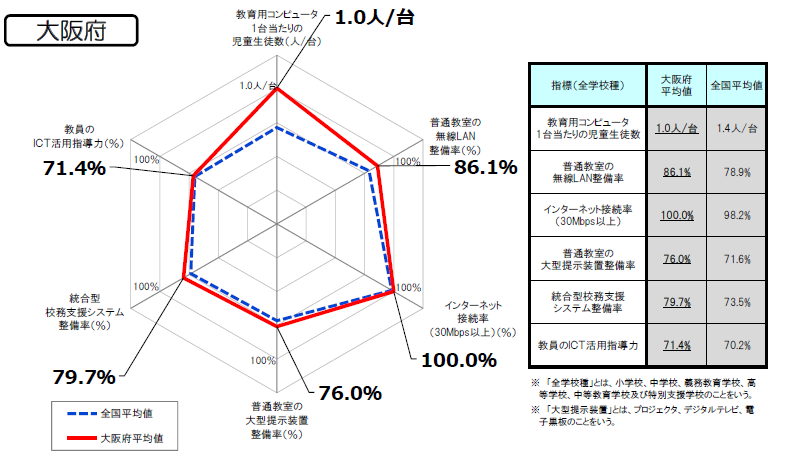 大阪府
教育用コンピュータ
1台当たりの
児童生徒数(人/台)
1.0人/台
1.0人/台
普通教室の
無線LAN
整備率(%)
100%
86.1%
インターネット
接続率
(30Mbps以上)(%)
100%
100.0%
100%
76.0%
普通教室の
大型提示装置
整備率(%)
統合型
校務支援システム
整備率(%)
100%
79.7%
教員の
ICT活用指導力(%)
100%
71.4%
全国平均値
大阪府平均値
指標(全学校種) 大阪府平均値 全国平均値
教育用コンピュータ
1台当たりの児童生徒数 1.0人/台 1.4人/台
普通教室の
無線LAN整備率 86.1% 78.9%
インターネット接続率
(30Mbps以上) 100.0% 98.2%
普通教室の
大型提示装置整備率 76.0% 71.6%
統合型校務支援
システム整備率 79.7% 73.5%
教員のICT活用指導力 71.4% 70.2%
※ 「全学校種」とは、小学校、中学校、義務教育学校、高
等学校、中等教育学校及び特別支援学校のことをいう。
※ 「大型提示装置」とは、プロジェクタ、デジタルテレビ、電
子黒板のことをいう。